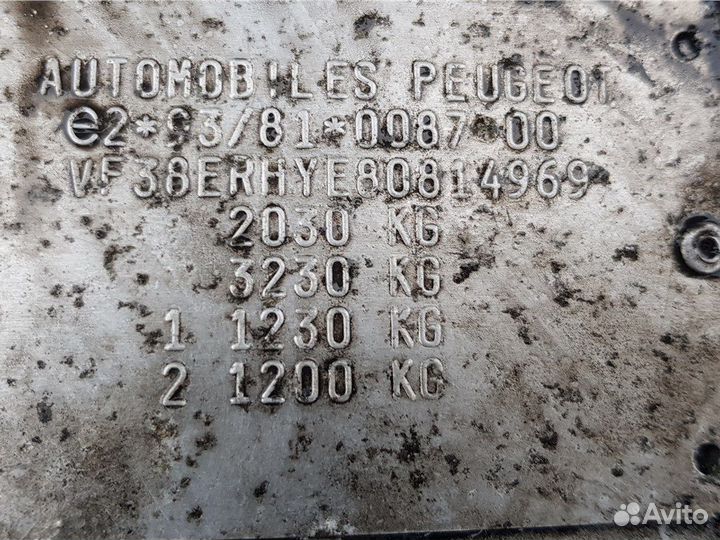 AUTOMOBILES PEUGEOT
e2*93/81*0087*00
VF38ERHYE80814969
2030 KG
3230 KG
1 1230 KG
2 1200 KG
Avito